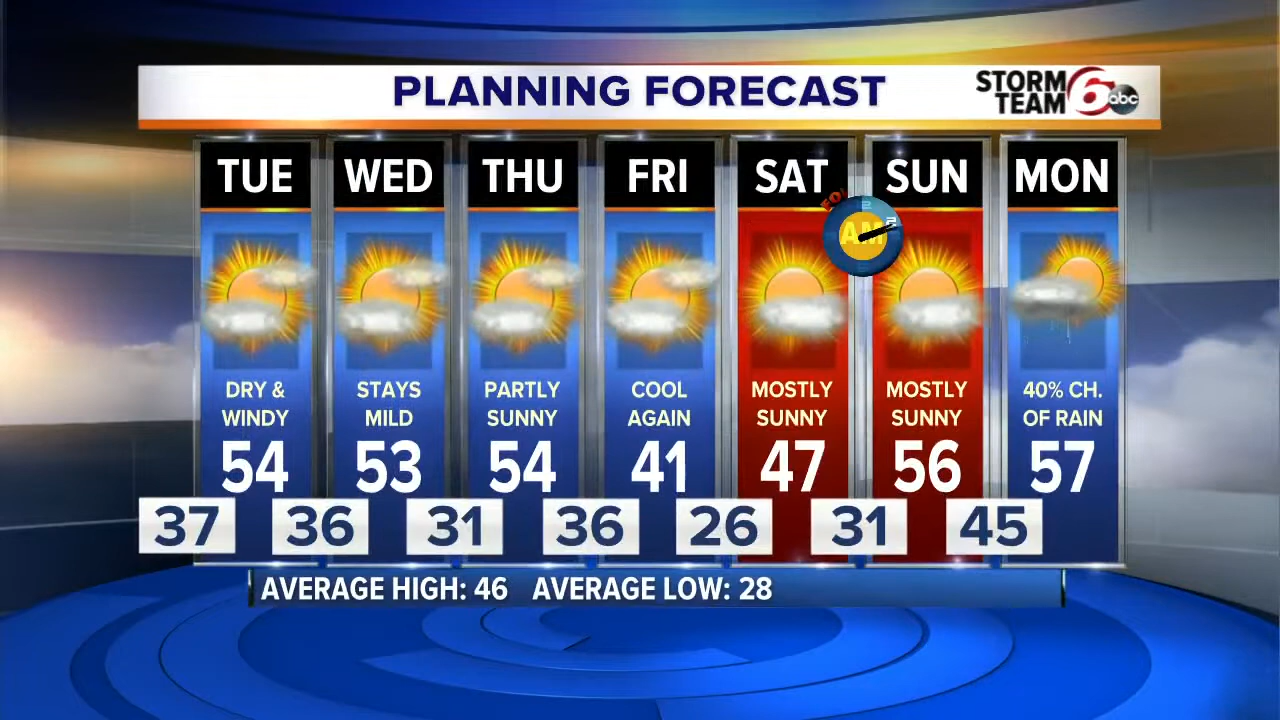 PLANNING FORECAST
STORM
TEAM 6 abc
TUE WED THU FRI SAT SUN MON
AM
DRY & STAYS PARTLY COOL MOSTLY MOSTLY 40% CH.
WINDY MILD SUNNY AGAIN SUNNY SUNNY OF RAIN
54 53 54 41 47 56 57
37 36 31 36 26 31 45
AVERAGE HIGH: 46 AVERAGE LOW: 28